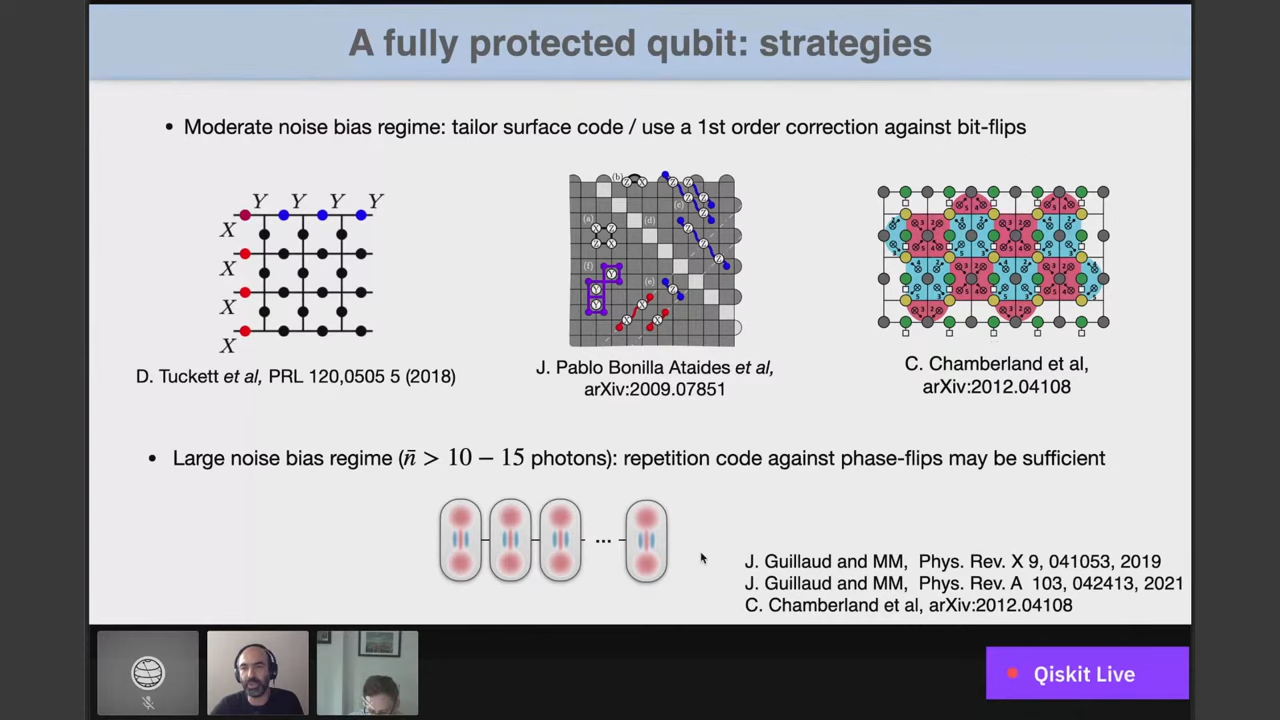 A fully protected qubit: strategies
• Moderate noise bias regime: tailor surface code / use a 1st order correction against bit-flips
Y Y Y Y
X
X
X
X
D. Tuckett et al, PRL 120,0505 5 (2018)
(b)
(c)
(a)
(d)
(f)
(e)
J. Pablo Bonilla Ataides et al,
arXiv:2009.07851
C. Chamberland et al,
arXiv:2012.04108
• Large noise bias regime (n̄ > 10 − 15 photons): repetition code against phase-flips may be sufficient
...
J. Guillaud and MM, Phys. Rev. X 9, 041053, 2019
J. Guillaud and MM, Phys. Rev. A 103, 042413, 2021
C. Chamberland et al, arXiv:2012.04108
Qiskit Live